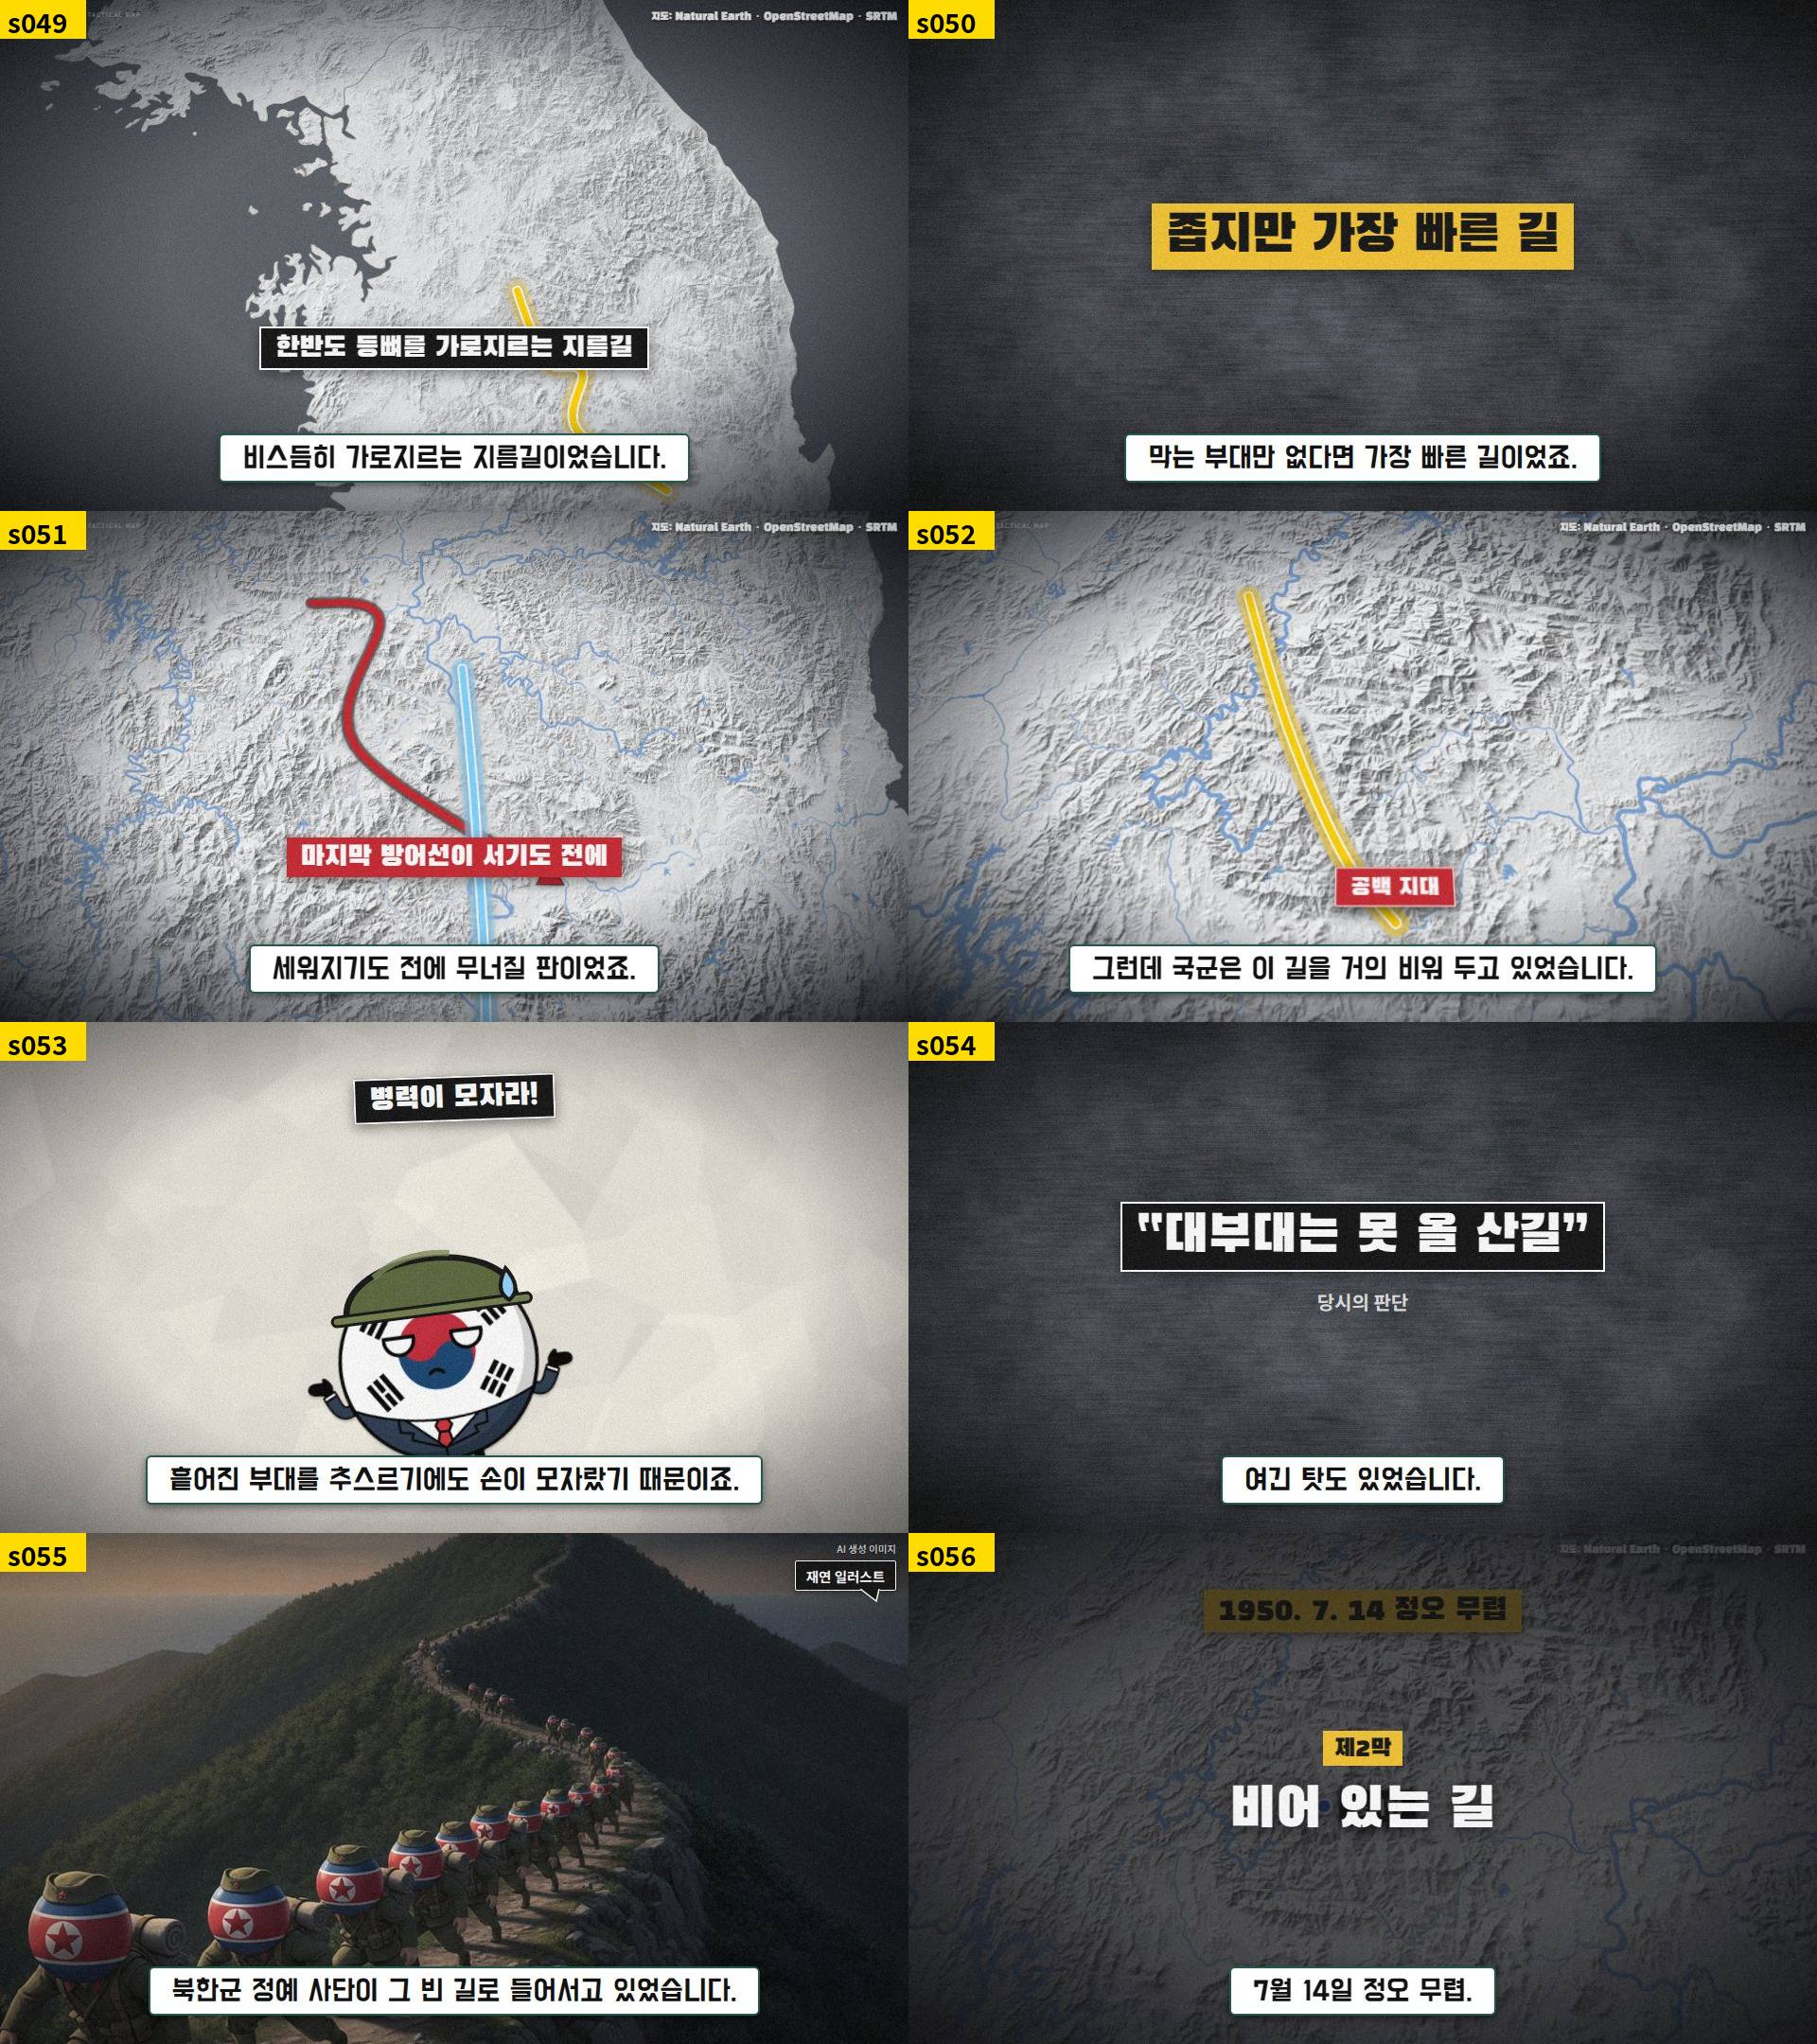 s049
TACTICAL MAP
지도: Natural Earth · OpenStreetMap · SRTM
한반도 등뼈를 가로지르는 지름길
비스듬히 가로지르는 지름길이었습니다.
s050
좁지만 가장 빠른 길
막는 부대만 없다면 가장 빠른 길이었죠.
s051
TACTICAL MAP
지도: Natural Earth · OpenStreetMap · SRTM
마지막 방어선이 서기도 전에
세워지기도 전에 무너질 판이었죠.
s052
TACTICAL MAP
지도: Natural Earth · OpenStreetMap · SRTM
공백 지대
그런데 국군은 이 길을 거의 비워 두고 있었습니다.
s053
병력이 모자라!
흩어진 부대를 추스르기에도 손이 모자랐기 때문이죠.
s054
"대부대는 못 올 산길"
당시의 판단
여긴 탓도 있었습니다.
s055
AI 생성 이미지
재연 일러스트
북한군 정예 사단이 그 빈 길로 들어서고 있었습니다.
s056
지도: Natural Earth · OpenStreetMap · SRTM
1950. 7. 14 정오 무렵
제2막
비어 있는 길
7월 14일 정오 무렵.